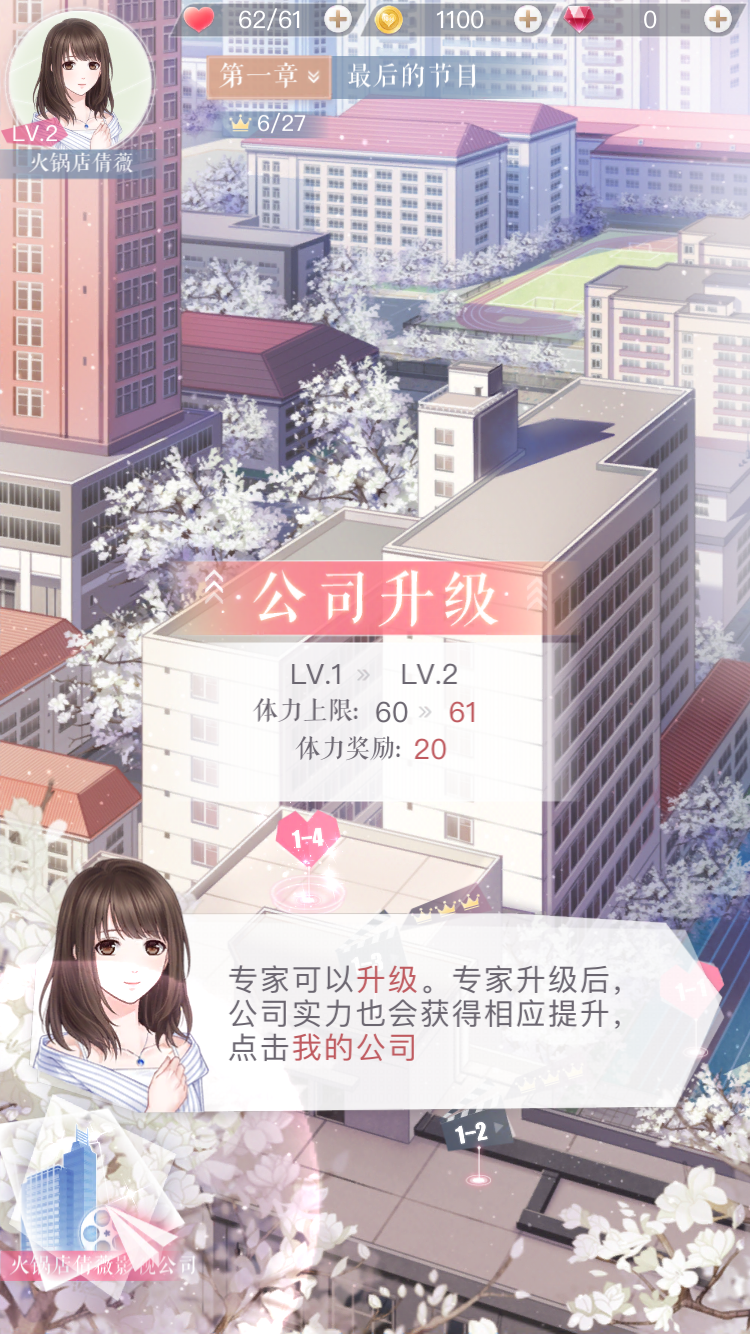 62/61
1100
0
第一章
最后的节目
6/27
LV.2
火锅店倩薇
公司升级
LV.1 » LV.2
体力上限: 60 » 61
体力奖励: 20
1-4
1-3
专家可以升级。专家升级后,
公司实力也会获得相应提升,
点击我的公司
1-1
1-2
火锅店倩薇影视公司